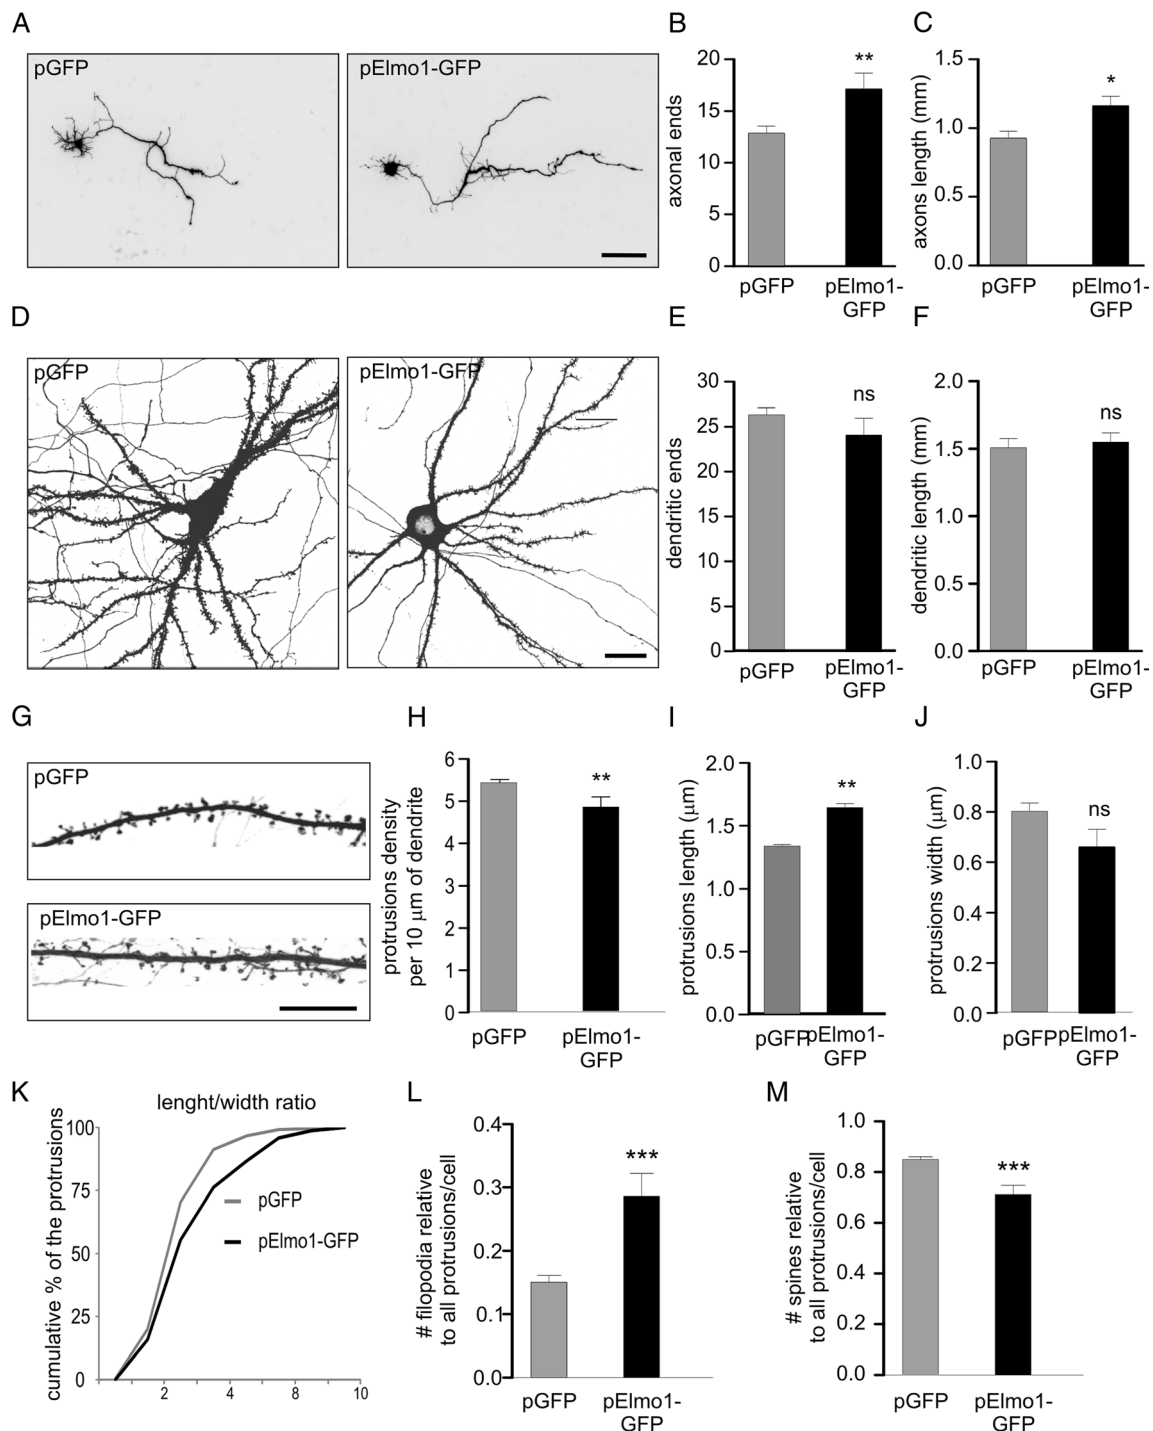 A
pGFP
pElmo1-GFP
B
axonal ends
20
15
10
5
0
**
pGFP
pElmo1-
GFP
C
axons length (mm)
1.5
1.0
0.5
0.0
*
pGFP
pElmo1-
GFP
D
pGFP
pElmo1-GFP
E
dendritic ends
30
25
20
15
10
5
0
ns
pGFP
pElmo1-
GFP
F
dendritic length (mm)
2.0
1.5
1.0
0.5
0.0
ns
pGFP
pElmo1-
GFP
G
pGFP
pElmo1-GFP
H
protrusions density
per 10 μm of dendrite
6
5
4
3
2
1
0
**
pGFP
pElmo1-
GFP
I
protrusions length (μm)
2.0
1.5
1.0
0.5
0.0
**
pGFP
pElmo1-
GFP
J
protrusions width (μm)
1.0
0.8
0.6
0.4
0.2
0.0
ns
pGFP
pElmo1-
GFP
K
lenght/width ratio
cumulative % of the protrusions
100
75
50
25
0
pGFP
pElmo1-GFP
2
4
8
10
L
# filopodia relative
to all protrusions/cell
0.4
0.3
0.2
0.1
0.0
***
pGFP
pElmo1-
GFP
M
# spines relative
to all protrusions/cell
1.0
0.8
0.6
0.4
0.2
0.0
***
pGFP
pElmo1-
GFP